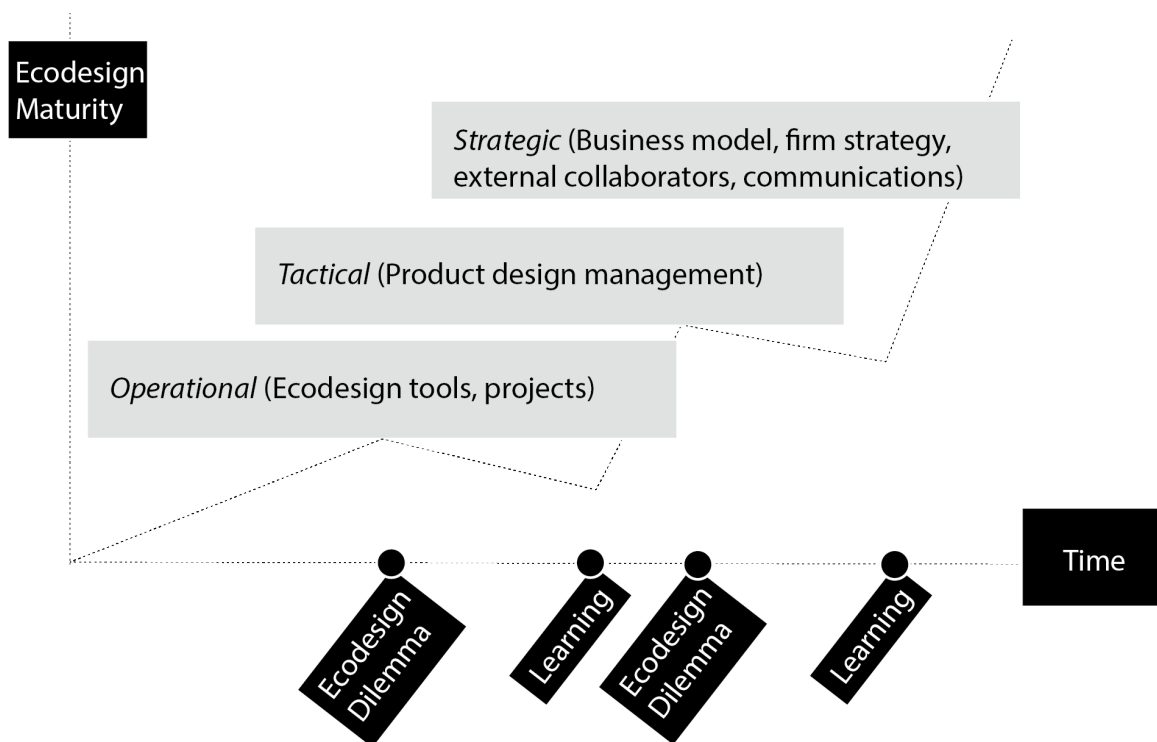 Ecodesign
Maturity
Strategic (Business model, firm strategy,
external collaborators, communications)
Tactical (Product design management)
Operational (Ecodesign tools, projects)
Time
Ecodesign
Dilemma
Learning
Ecodesign
Dilemma
Learning